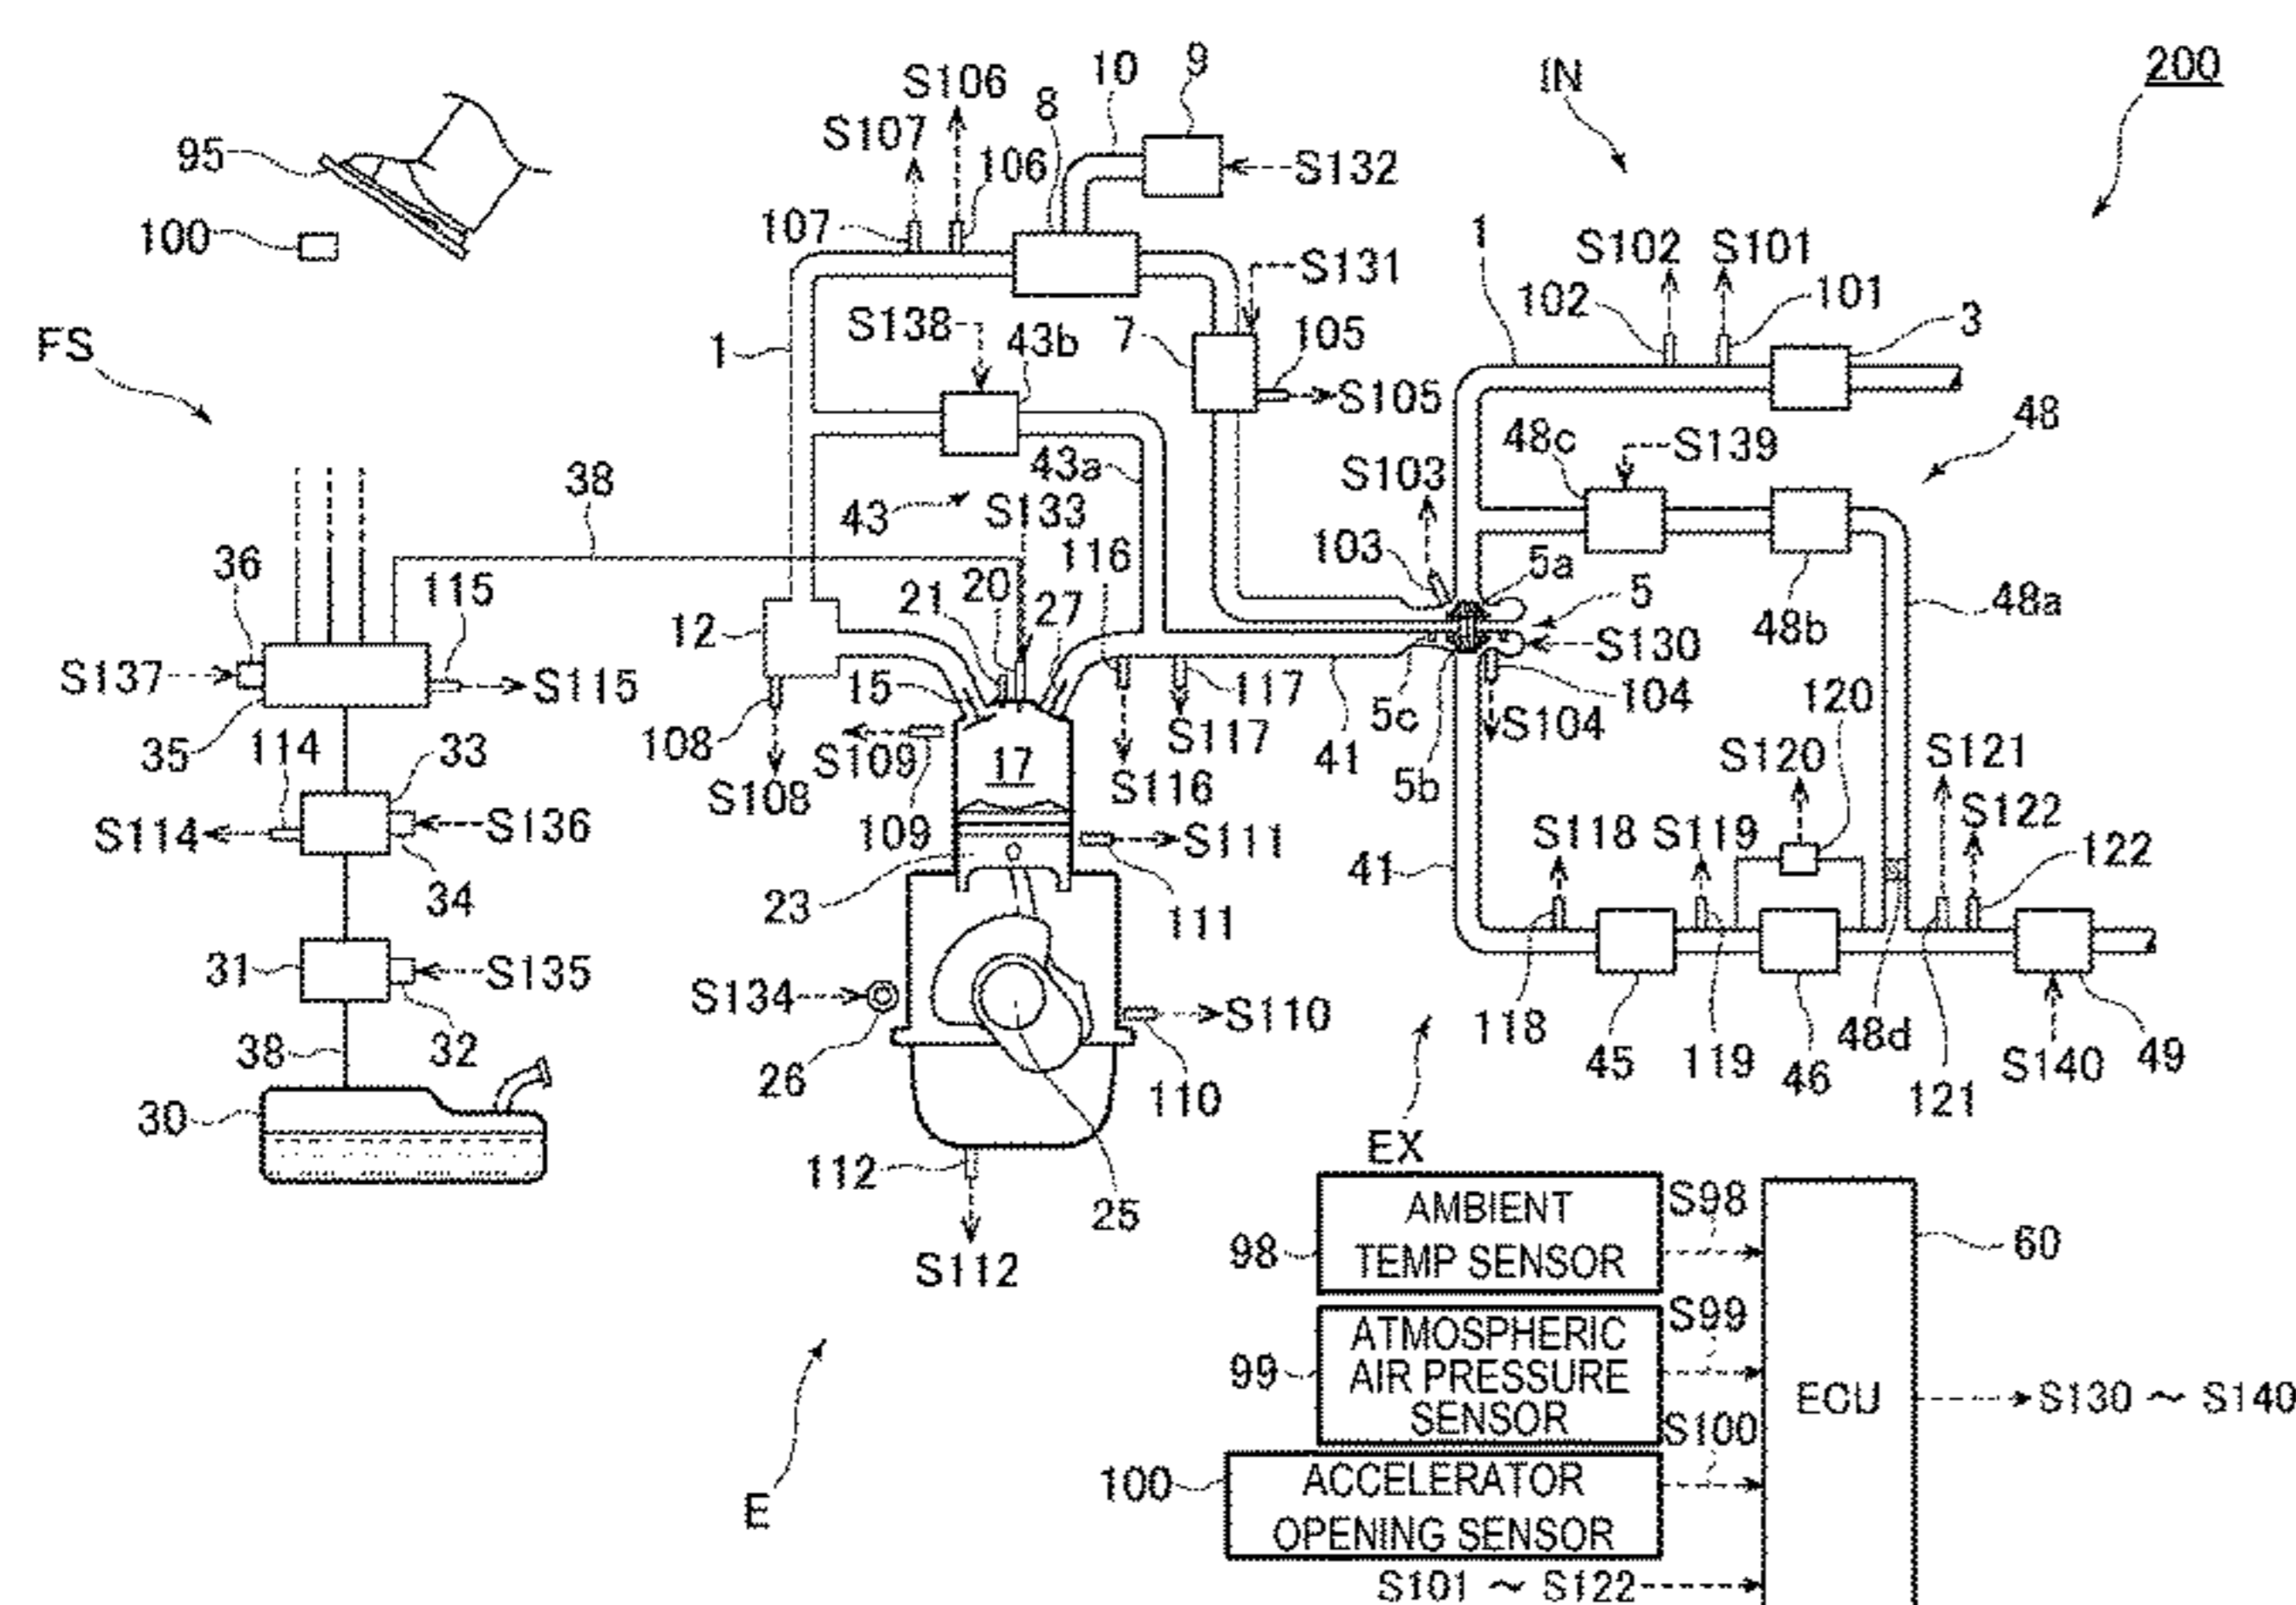 200
IN
9
10
S106
8
S107
95
106
S132
100
107
1
S102
S101
S131
102
101
3
S138
43b
7
105
FS
1
S105
48
48c
S139
43a
S103
38
43
S133
103
5a
36
115
116
5
48a
20
21
27
12
48b
S137
S115
S130
15
117
5c
104
120
35
114
108
S109
S117
41
S104
33
17
5b
S120
S121
S108
S116
S114
S136
109
S118
S119
S122
S111
34
23
41
122
111
31
S135
S134
S110
118
48d
38
32
26
45
119
46
S140
49
110
121
30
EX
112
25
AMBIENT
TEMP SENSOR
S98
98
60
S112
S99
ATMOSPHERIC
AIR PRESSURE
SENSOR
99
ECU
S130 ~ S140
S100
ACCELERATOR
OPENING SENSOR
100
E
S101 ~ S122